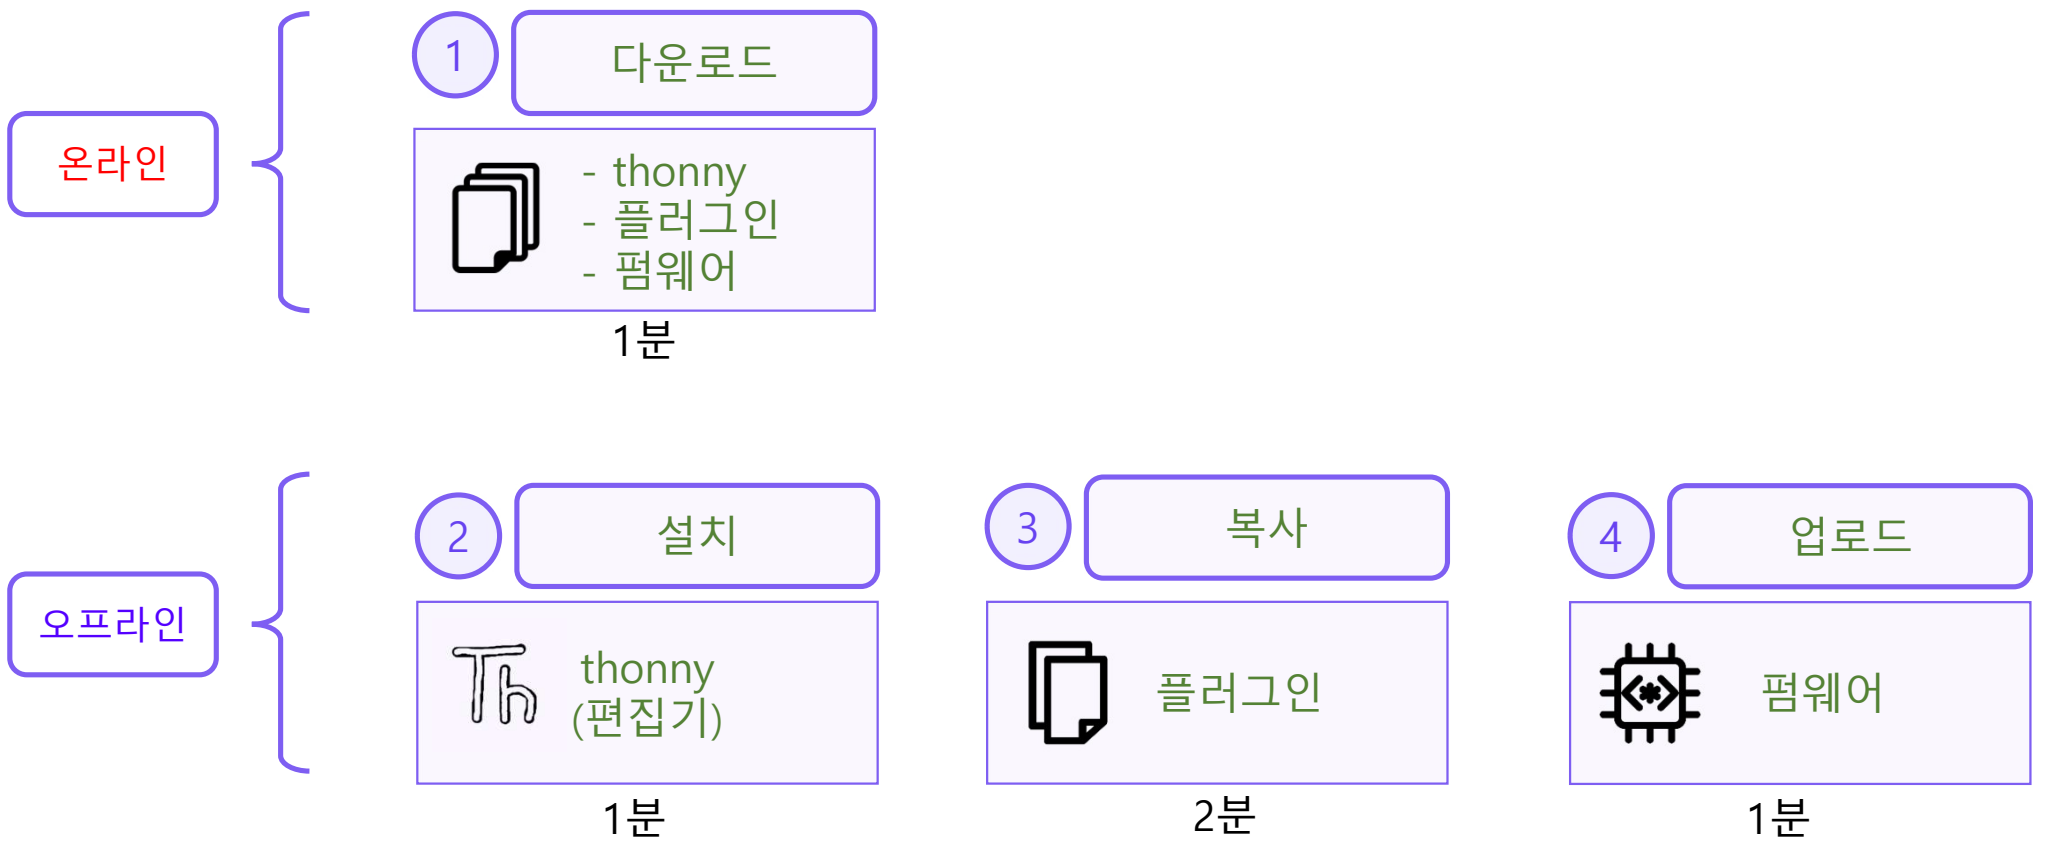 온라인
1
다운로드
- thonny
- 플러그인
- 펌웨어
1분
오프라인
2
설치
Th
thonny
(편집기)
1분
3
복사
플러그인
2분
4
업로드
펌웨어
1분